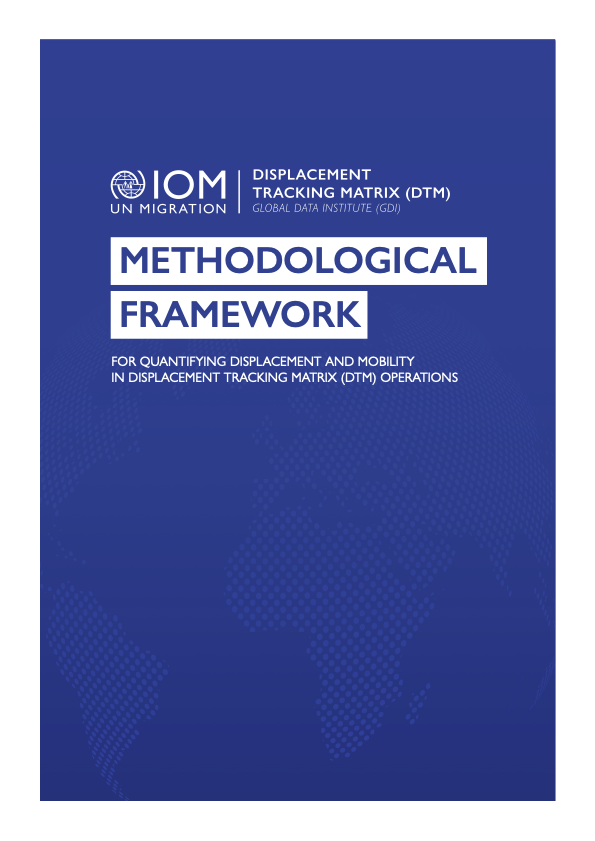 IOM
UN MIGRATION
DISPLACEMENT
TRACKING MATRIX (DTM)
GLOBAL DATA INSTITUTE (GDI)
METHODOLOGICAL
FRAMEWORK
FOR QUANTIFYING DISPLACEMENT AND MOBILITY
IN DISPLACEMENT TRACKING MATRIX (DTM) OPERATIONS